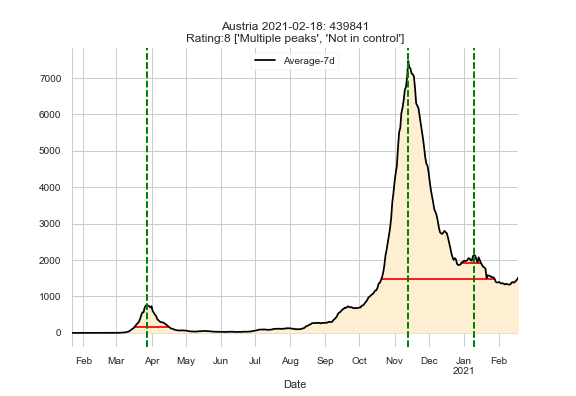 Austria 2021-02-18: 439841
Rating:8 ['Multiple peaks', 'Not in control']
Average-7d
7000
6000
5000
4000
3000
2000
1000
0
Feb Mar Apr May Jun Jul Aug Sep Oct Nov Dec Jan Feb
2021
Date